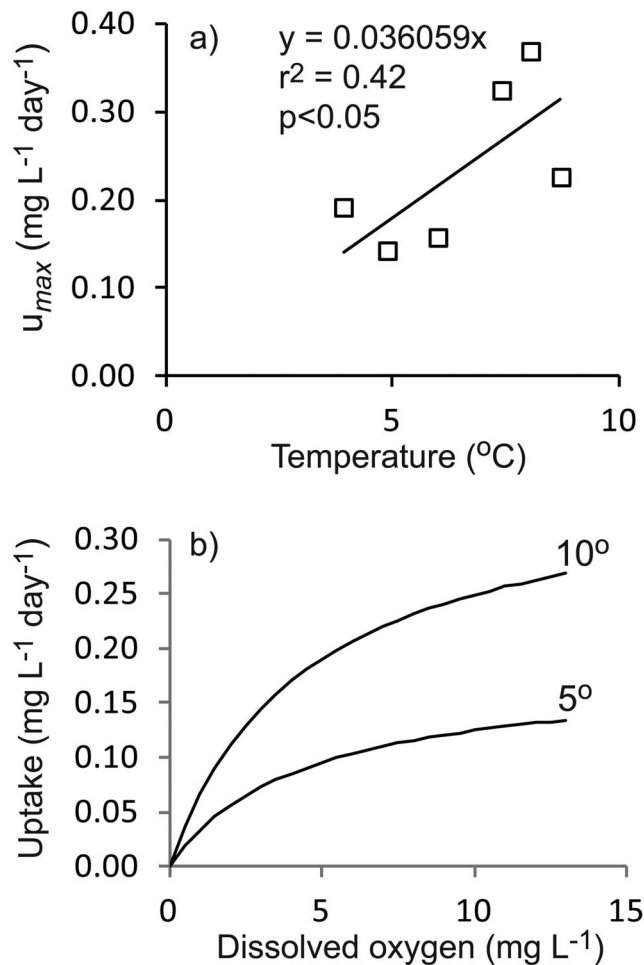 a)
y = 0.036059x
r² = 0.42
p<0.05
0.40
0.30
0.20
0.10
0.00
u_max (mg L⁻¹ day⁻¹)
0 5 10
Temperature (ºC)
b)
10º
5º
0.30
0.25
0.20
0.15
0.10
0.05
0.00
Uptake (mg L⁻¹ day⁻¹)
0 5 10 15
Dissolved oxygen (mg L⁻¹)